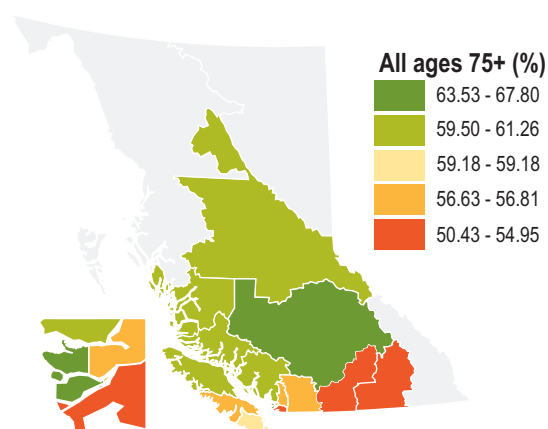 All ages 75+ (%)
63.53 - 67.80
59.50 - 61.26
59.18 - 59.18
56.63 - 56.81
50.43 - 54.95